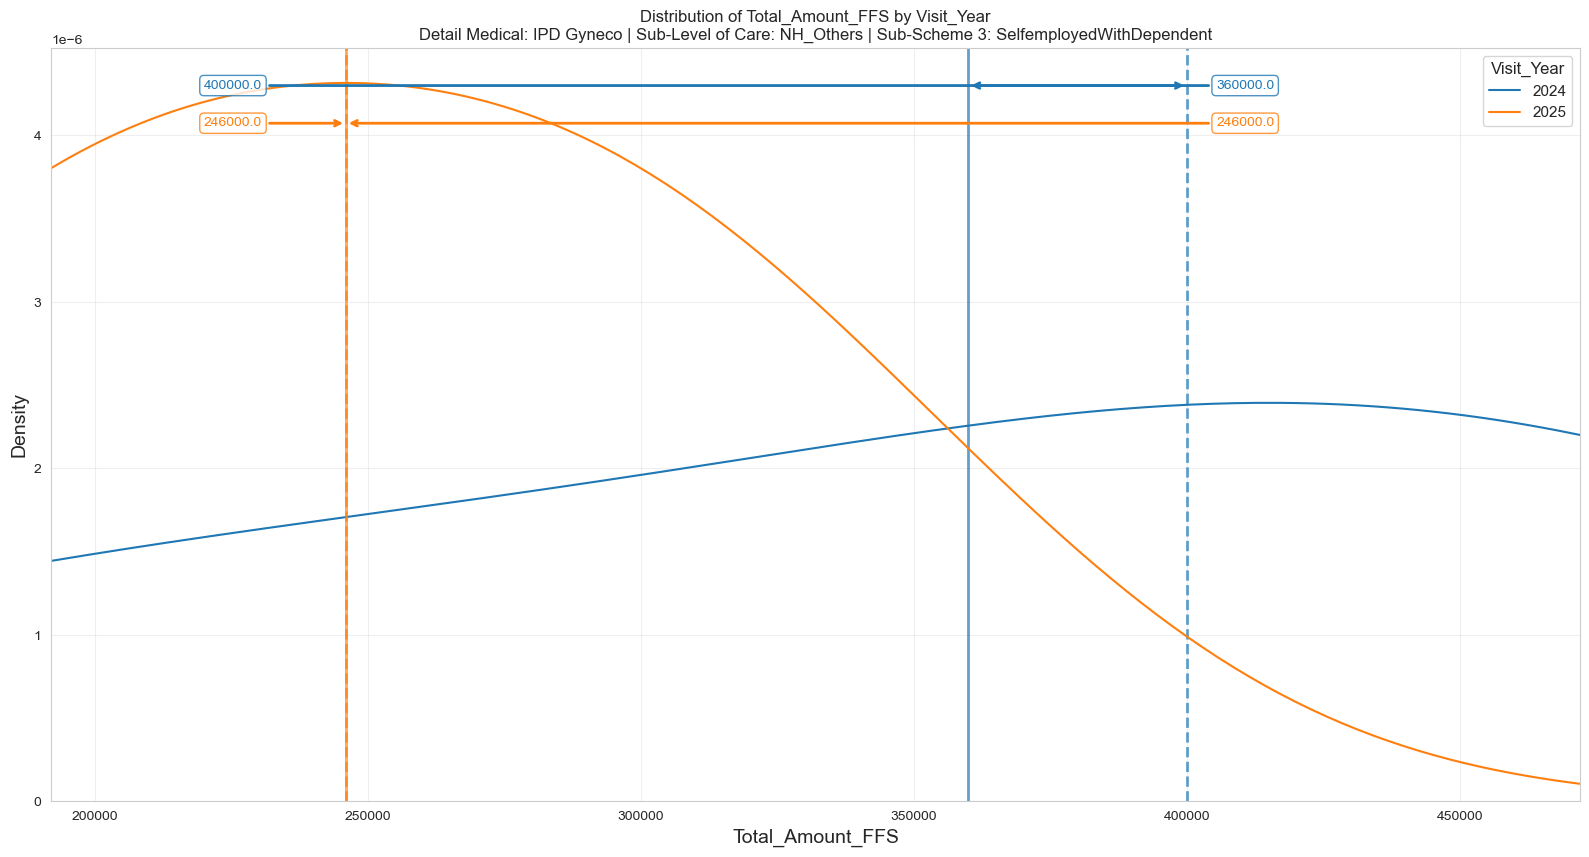 Distribution of Total_Amount_FFS by Visit_Year
Detail Medical: IPD Gyneco | Sub-Level of Care: NH_Others | Sub-Scheme 3: SelfemployedWithDependent
1e−6
400000.0
360000.0
246000.0
246000.0
Visit_Year
2024
2025
4
3
2
1
0
Density
200000
250000
300000
350000
400000
450000
Total_Amount_FFS